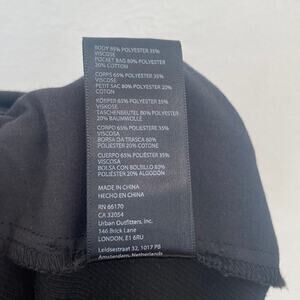 BODY 65% POLYESTER 35%
VISCOSE
POCKET BAG 80% POLYESTER
20% COTTON
CORPS 65% POLYESTER 35%
VISCOSE
PETIT SAC 80% POLYESTER 20%
COTON
KÖRPER 65% POLYESTER 35%
VISKOSE
TASCHENBEUTEL 80% POLYESTER
20% BAUMWOLLE
CORPO 65% POLIESTERE 35%
VISCOSA
BORSA DA TRASCA 80%
POLIESTER 20% COTONE
CUERPO 65% POLIÉSTER 35%
VISCOSA
BOLSA CON BOLSILLO 80%
POLIÉSTER 20% ALGODÓN
MADE IN CHINA
HECHO EN CHINA
RN 66170
CA 32054
Urban Outfitters, Inc.
146 Brick Lane
LONDON, E1 6RU
Leidsestraat 32, 1017 PB
Amsterdam, Netherlands